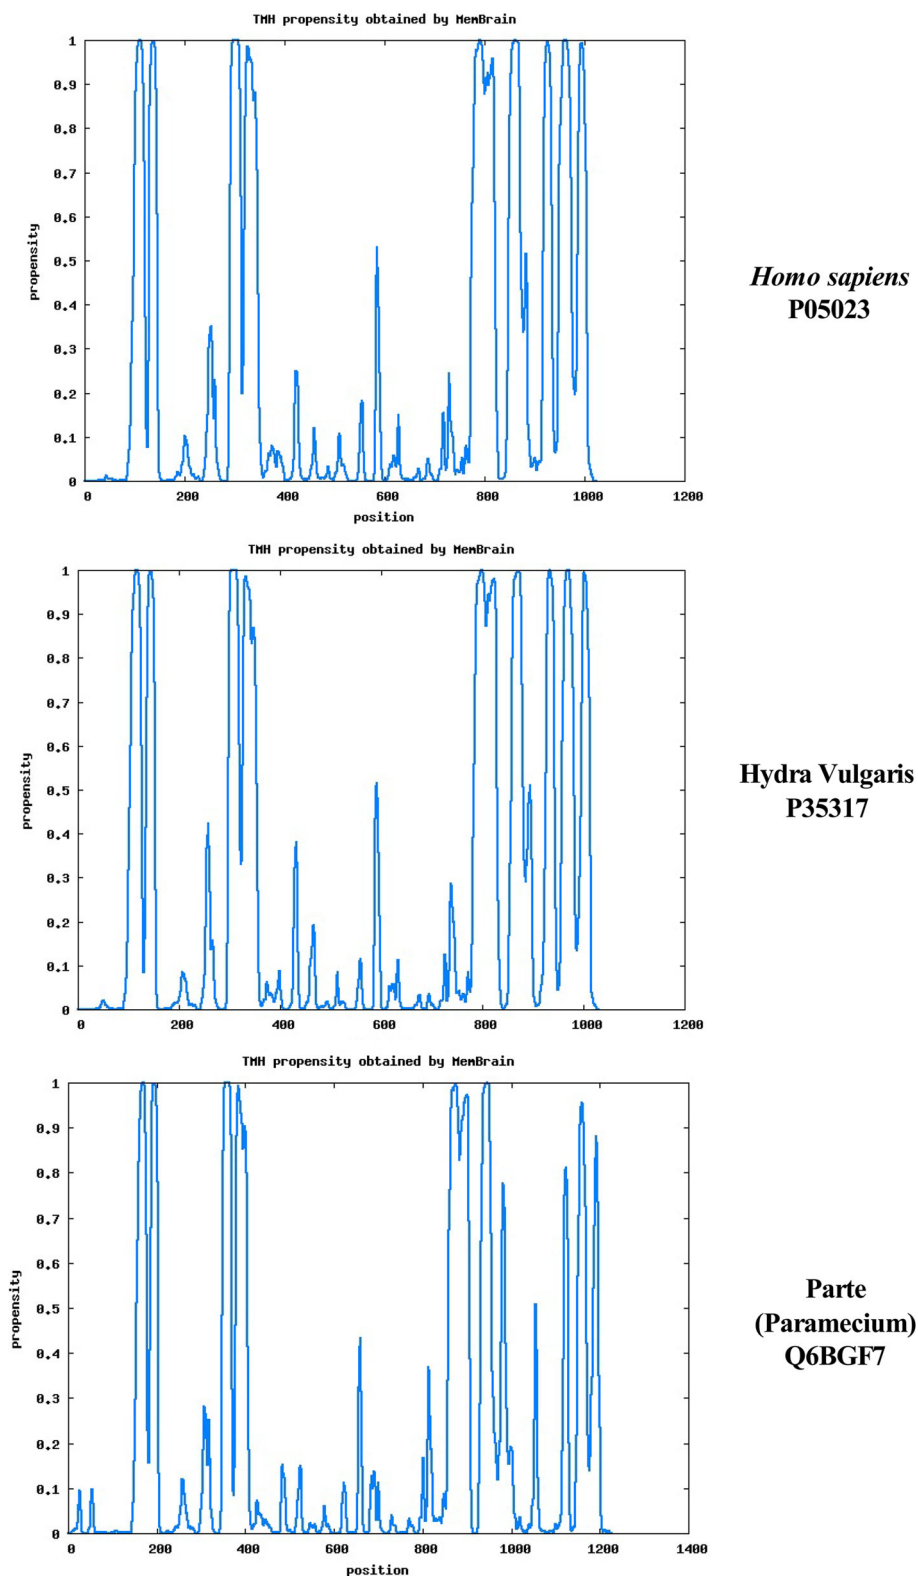 TMH propensity obtained by MemBrain
1
0.9
0.8
0.7
0.6
0.5
0.4
0.3
0.2
0.1
0
propensity
0 200 400 600 800 1000 1200
position
Homo sapiens
P05023
TMH propensity obtained by MemBrain
1
0.9
0.8
0.7
0.6
0.5
0.4
0.3
0.2
0.1
0
propensity
0 200 400 600 800 1000 1200
position
Hydra Vulgaris
P35317
TMH propensity obtained by MemBrain
1
0.9
0.8
0.7
0.6
0.5
0.4
0.3
0.2
0.1
0
propensity
0 200 400 600 800 1000 1200 1400
position
Parte
(Paramecium)
Q6BGF7